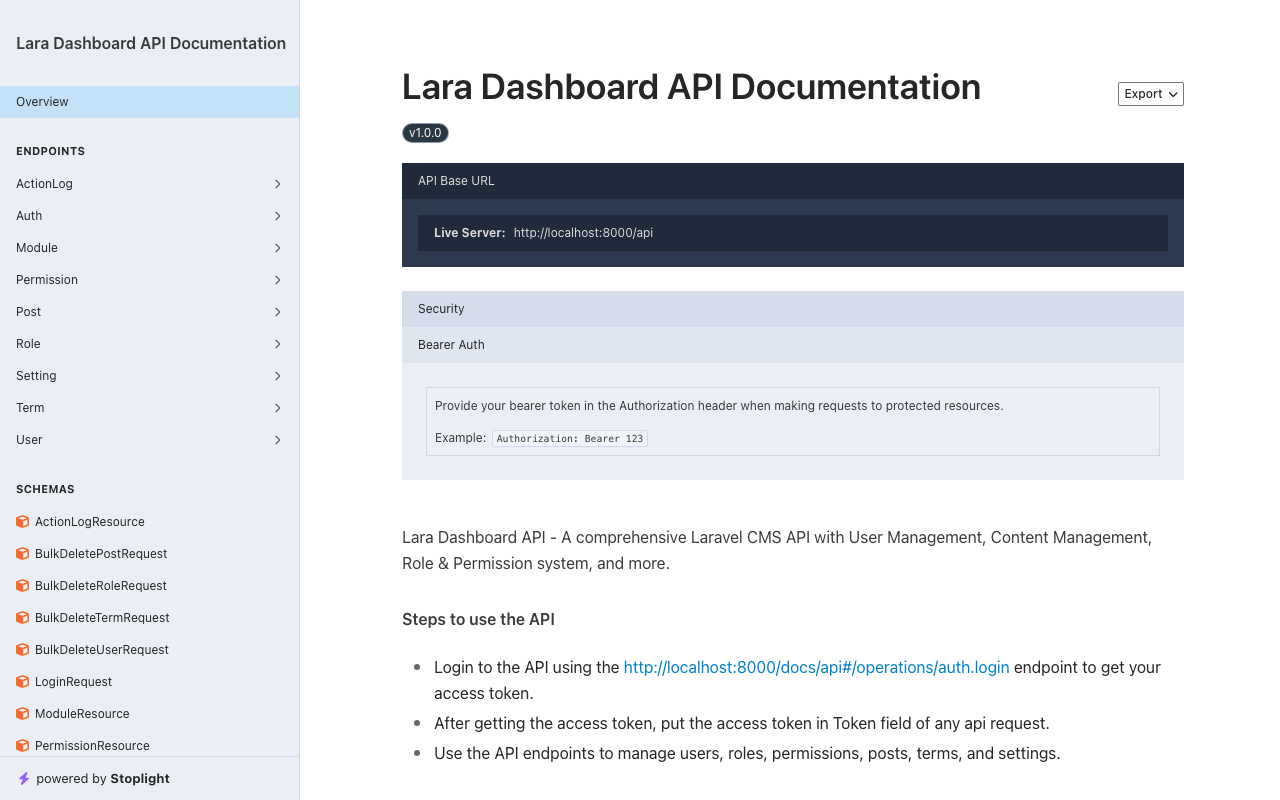 Lara Dashboard API Documentation
Overview
ENDPOINTS
ActionLog
Auth
Module
Permission
Post
Role
Setting
Term
User
SCHEMAS
ActionLogResource
BulkDeletePostRequest
BulkDeleteRoleRequest
BulkDeleteTermRequest
BulkDeleteUserRequest
LoginRequest
ModuleResource
PermissionResource
powered by Stoplight
Lara Dashboard API Documentation
Export
v1.0.0
API Base URL
Live Server: http://localhost:8000/api
Security
Bearer Auth
Provide your bearer token in the Authorization header when making requests to protected resources.
Example: Authorization: Bearer 123
Lara Dashboard API - A comprehensive Laravel CMS API with User Management, Content Management,
Role & Permission system, and more.
Steps to use the API
Login to the API using the http://localhost:8000/docs/api#/operations/auth.login endpoint to get your
access token.
After getting the access token, put the access token in Token field of any api request.
Use the API endpoints to manage users, roles, permissions, posts, terms, and settings.